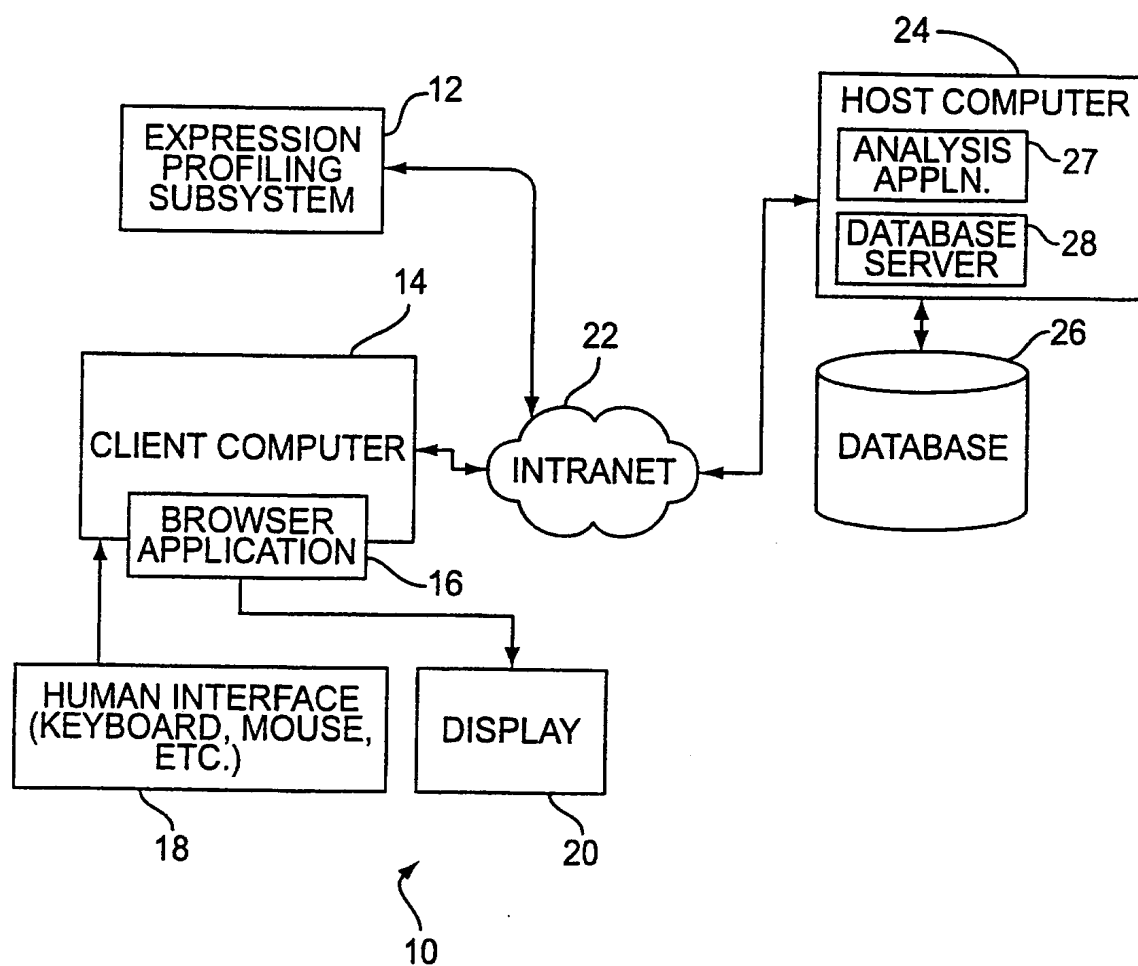 24
HOST COMPUTER
ANALYSIS
APPLN.
27
DATABASE
SERVER
28
12
EXPRESSION
PROFILING
SUBSYSTEM
14
CLIENT COMPUTER
BROWSER
APPLICATION
16
22
INTRANET
26
DATABASE
HUMAN INTERFACE
(KEYBOARD, MOUSE,
ETC.)
18
DISPLAY
20
10